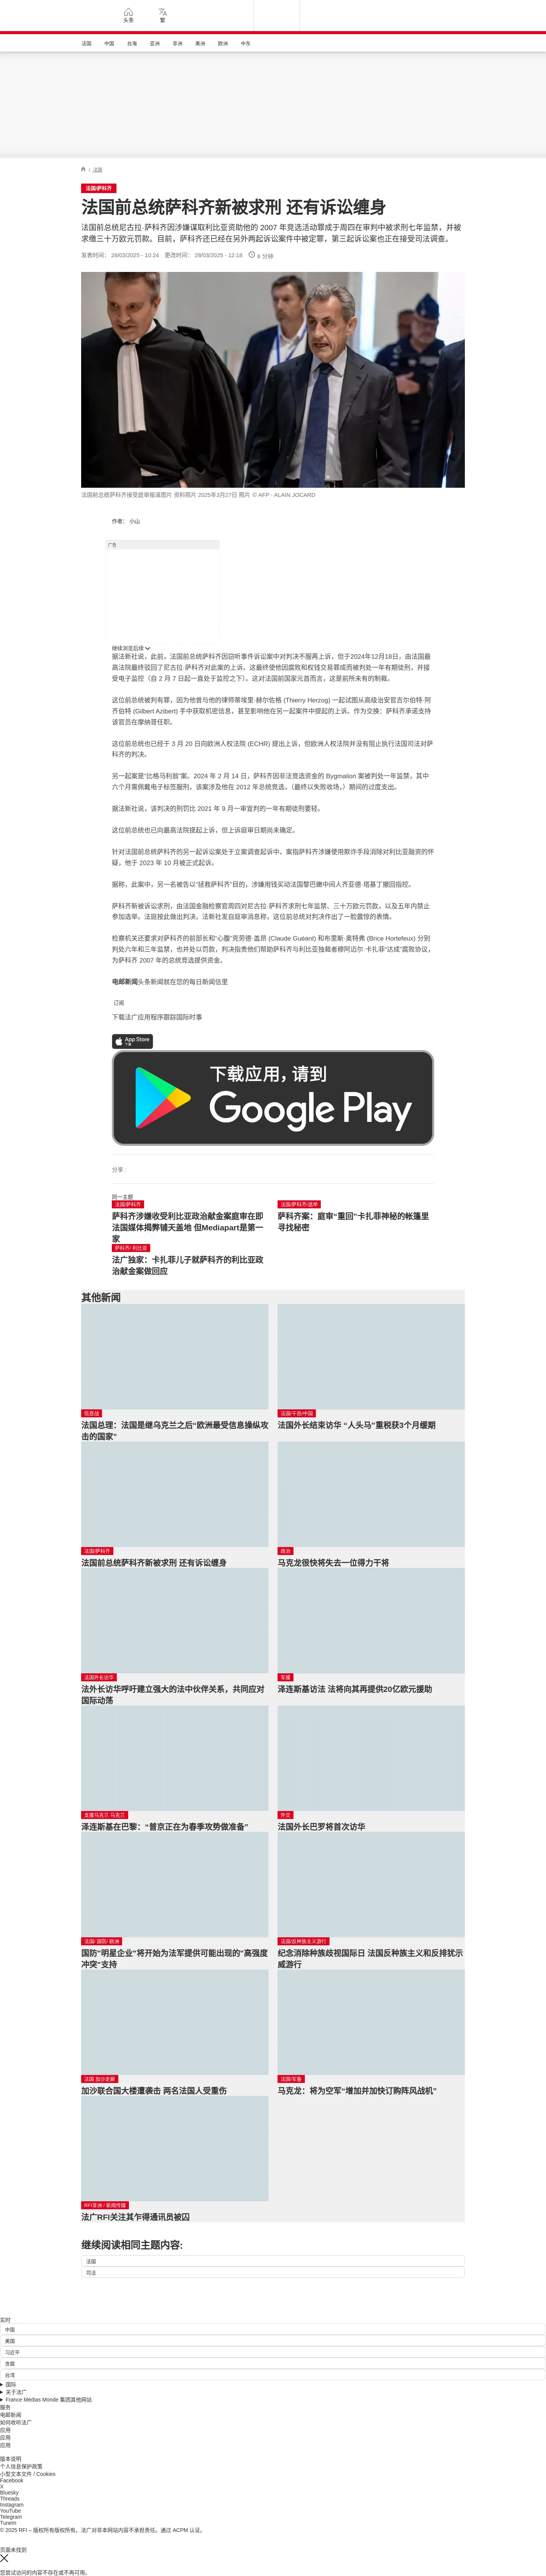 头条
繁
法国
中国
台海
亚洲
非洲
美洲
欧洲
中东
/ 法国
法国/萨科齐
法国前总统萨科齐新被求刑 还有诉讼缠身
法国前总统尼古拉·萨科齐因涉嫌谋取利比亚资助他的 2007 年竞选活动罪成于周四在审判中被求刑七年监禁，并被
求缴三十万欧元罚款。目前，萨科齐还已经在另外两起诉讼案件中被定罪，第三起诉讼案也正在接受司法调查。
发表时间： 28/03/2025 - 10:24 更改时间： 28/03/2025 - 12:18 6 分钟
法国前总统萨科齐接受庭审报道图片 资料照片 2025年3月27日 照片 © AFP - ALAIN JOCARD
作者： 小山
广告
继续浏览后续
据法新社说，此前，法国前总统萨科齐因窃听事件诉讼案中对判决不服再上诉，但于2024年12月18日，由法国最
高法院最终驳回了尼古拉·萨科齐对此案的上诉。这最终使他因腐败和权钱交易罪成而被判处一年有期徒刑，并接
受电子监控（自 2 月 7 日起一直处于监控之下）。这对法国前国家元首而言，这是前所未有的制裁。
这位前总统被判有罪，因为他曾与他的律师蒂埃里·赫尔佐格 (Thierry Herzog) 一起试图从高级治安官吉尔伯特·阿
齐伯特 (Gilbert Azibert) 手中获取机密信息，甚至影响他在另一起案件中提起的上诉。作为交换：萨科齐承诺支持
该官员在摩纳哥任职。
这位前总统也已经于 3 月 20 日向欧洲人权法院 (ECHR) 提出上诉，但欧洲人权法院并没有阻止执行法国司法对萨
科齐的判决。
另一起案是“比格马利翁”案。2024 年 2 月 14 日，萨科齐因非法竞选资金的 Bygmalion 案被判处一年监禁，其中
六个月需佩戴电子标签服刑，该案涉及他在 2012 年总统竞选。（最终以失败收场，）期间的过度支出。
据法新社说，该判决的刑罚比 2021 年 9 月一审宣判的一年有期徒刑要轻。
这位前总统也已向最高法院提起上诉，但上诉庭审日期尚未确定。
针对法国前总统萨科齐的另一起诉讼案处于立案调查起诉中。案指萨科齐涉嫌使用欺诈手段消除对利比亚融资的怀
疑，他于 2023 年 10 月被正式起诉。
据称，此案中，另一名被告以“拯救萨科齐”目的，涉嫌用钱买动法国黎巴嫩中间人齐亚德·塔基丁撤回指控。
萨科齐新被诉讼求刑，由法国金融检察官周四对尼古拉·萨科齐求刑七年监禁、三十万欧元罚款，以及五年内禁止
参加选举。法庭按此做出判决。法新社发自庭审消息称，这位前总统对判决作出了一脸震惊的表情。
检察机关还要求对萨科齐的前部长和“心腹”克劳德·盖昂 (Claude Guéant) 和布里斯·奥特弗 (Brice Hortefeux) 分别
判处六年和三年监禁，也并处以罚款，判决指责他们帮助萨科齐与利比亚独裁者穆阿迈尔·卡扎菲“达成”腐败协议，
为萨科齐 2007 年的总统竞选提供资金。
电邮新闻头条新闻就在您的每日新闻信里
订阅
下载法广应用程序跟踪国际时事
App Store
下载
下载应用，请到
Google Play
分享 :
同一主题
法国/萨科齐
萨科齐涉嫌收受利比亚政治献金案庭审在即
法国媒体揭弊铺天盖地 但Mediapart是第一
家
法国/萨科齐/选举
萨科齐案：庭审“重回”卡扎菲神秘的帐篷里
寻找秘密
萨科齐/ 利比亚
法广独家：卡扎菲儿子就萨科齐的利比亚政
治献金案做回应
其他新闻
信息战
法国总理：法国是继乌克兰之后“欧洲最受信息操纵攻
击的国家”
法国/干邑/中国
法国外长结束访华 “人头马”重税获3个月缓期
法国/萨科齐
法国前总统萨科齐新被求刑 还有诉讼缠身
政治
马克龙很快将失去一位得力干将
法国外长访华
法外长访华呼吁建立强大的法中伙伴关系，共同应对
国际动荡
军援
泽连斯基访法 法将向其再提供20亿欧元援助
支援乌克兰 乌克兰
泽连斯基在巴黎：“普京正在为春季攻势做准备”
外交
法国外长巴罗将首次访华
法国/ 国防/ 欧洲
国防"明星企业"将开始为法军提供可能出现的"高强度
冲突"支持
法国/反种族主义游行
纪念消除种族歧视国际日 法国反种族主义和反排犹示
威游行
法国 加沙走廊
加沙联合国大楼遭袭击 两名法国人受重伤
法国/军备
马克龙：将为空军“增加并加快订购阵风战机”
RFI非洲 / 新闻传媒
法广RFI关注其乍得通讯员被囚
继续阅读相同主题内容:
法国
司法
实时
中国
美国
习近平
贪腐
台湾
国际
关于法广
France Médias Monde 集团其他网站
服务
电邮新闻
如何收听法广
应用
应用
应用
版本说明
个人信息保护政策
小型文本文件 / Cookies
Facebook
X
Bluesky
Threads
Instagram
YouTube
Telegram
TuneIn
© 2025 RFI – 版权所有版权所有。法广对非本网站内容不承担责任。通过 ACPM 认证。
页面未找到
您尝试访问的内容不存在或不再可用。